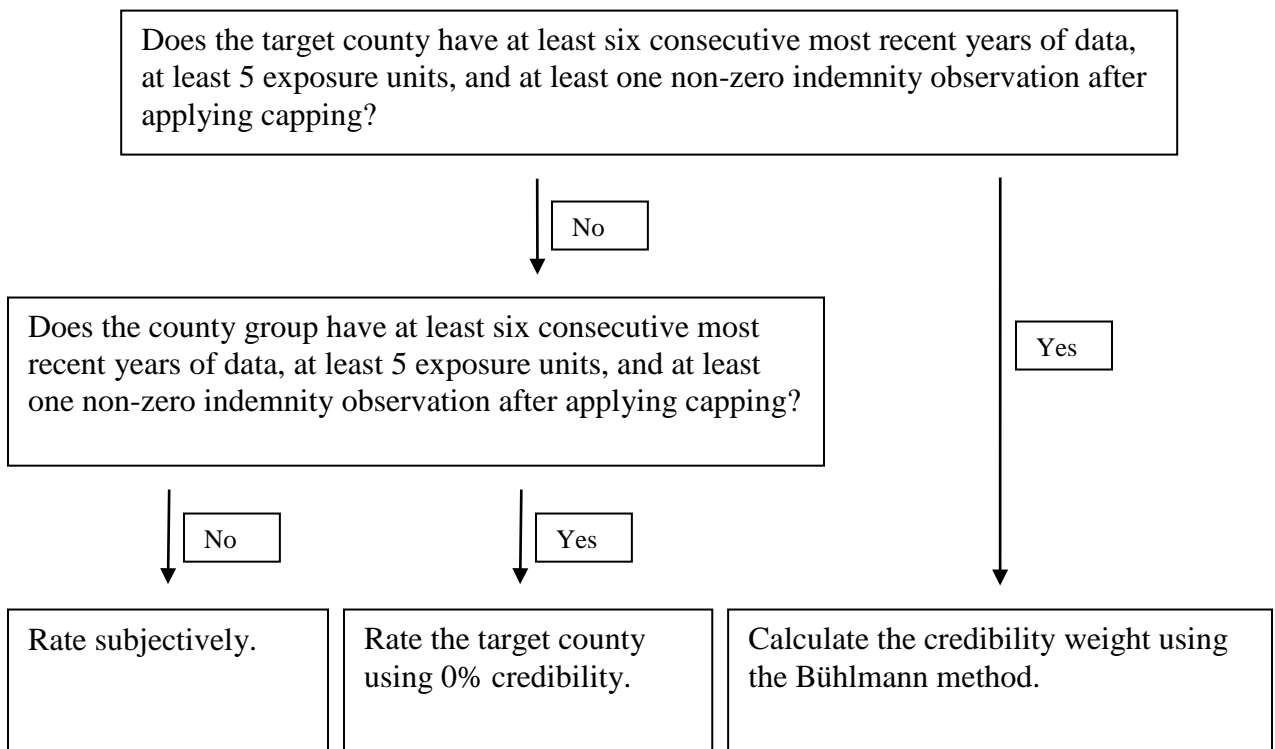 Does the target county have at least six consecutive most recent years of data,
at least 5 exposure units, and at least one non-zero indemnity observation after
applying capping?
No
Yes
Does the county group have at least six consecutive most
recent years of data, at least 5 exposure units, and at least
one non-zero indemnity observation after applying capping?
No
Yes
Rate subjectively.
Rate the target county
using 0% credibility.
Calculate the credibility weight using
the Bühlmann method.